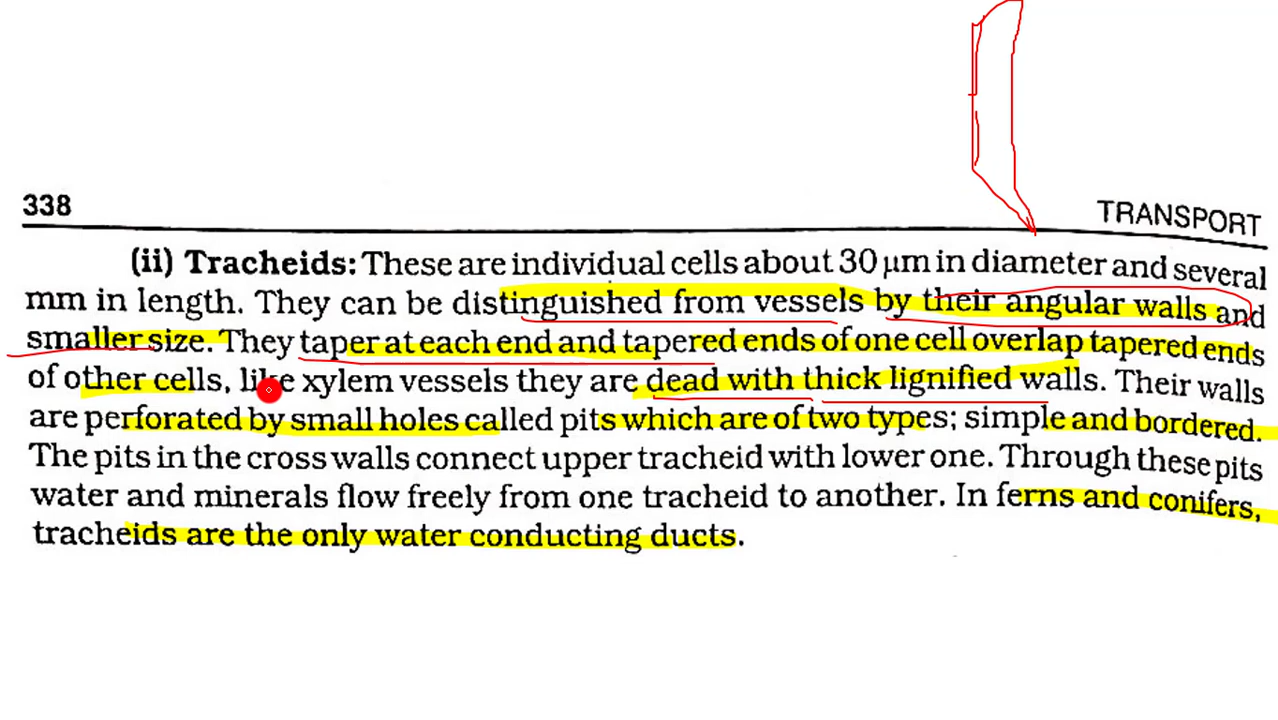 338
TRANSPORT
(ii) Tracheids: These are individual cells about 30 μm in diameter and several
mm in length. They can be distinguished from vessels by their angular walls and
smaller size. They taper at each end and tapered ends of one cell overlap tapered ends
of other cells, like xylem vessels they are dead with thick lignified walls. Their walls
are perforated by small holes called pits which are of two types; simple and bordered.
The pits in the cross walls connect upper tracheid with lower one. Through these pits
water and minerals flow freely from one tracheid to another. In ferns and conifers,
tracheids are the only water conducting ducts.